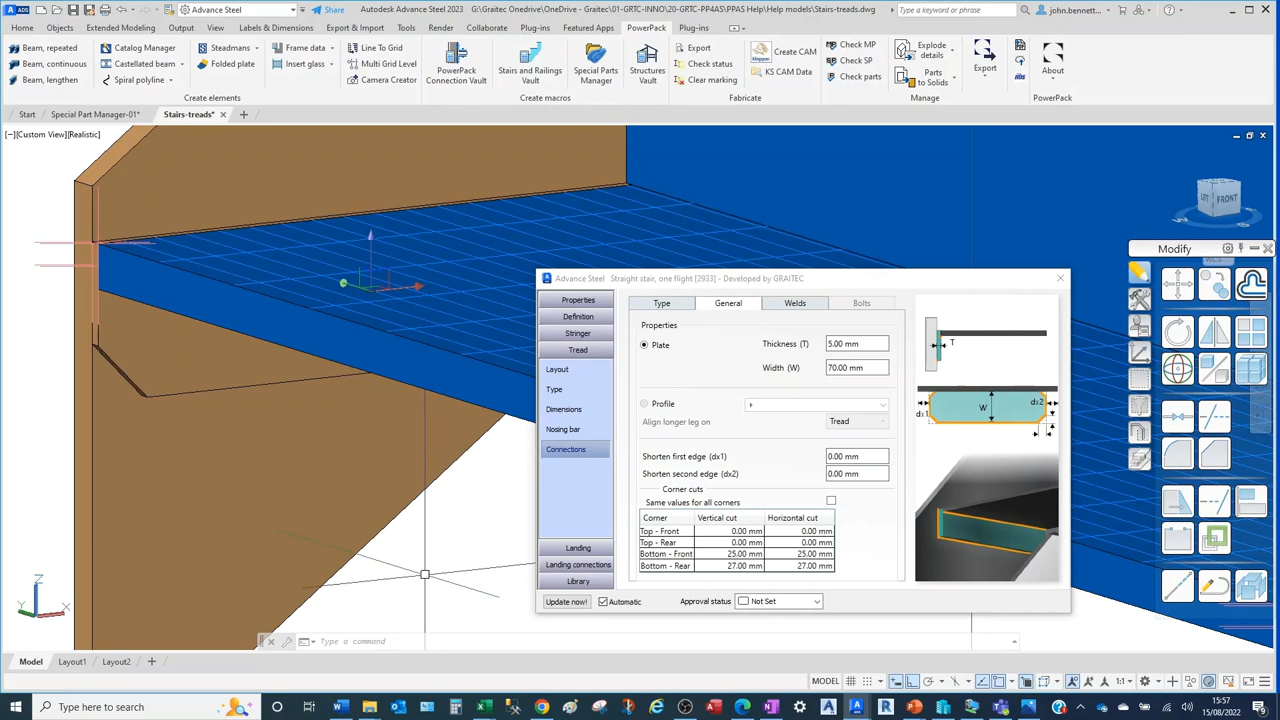 Advance Steel
Share
Autodesk Advance Steel 2023
C:\Graitec Onedrive\OneDrive - Graitec\01-GRTC-INNO\20-GRTC-PP4AS\PPAS Help\Help models\Stairs-treads.dwg
Type a keyword or phrase
john.bennett...
Home Objects Extended Modeling Output View Labels & Dimensions Export & Import Tools Render Collaborate Plug-ins Featured Apps PowerPack Plug-ins
Beam, repeated
Beam, continuous
Beam, lengthen
Catalog Manager
Castellated beam
Spiral polyline
Steadmans
Folded plate
Frame data
Insert glass
Line To Grid
Multi Grid Level
Camera Creator
Create elements
PowerPack
Connection Vault
Stairs and Railings
Vault
Special Parts
Manager
Structures
Vault
Create macros
Export
Check status
Clear marking
Create CAM
KS CAM Data
Fabricate
Check MP
Check SP
Check parts
Explode
details
Parts
to Solids
Export
Manage
About
PowerPack
Start Special Part Manager-01* Stairs-treads*
[−][Custom View][Realistic]
LEFT FRONT
WCS
Modify
Advance Steel Straight stair, one flight [2933] - Developed by GRAITEC
Properties
Definition
Stringer
Tread
Layout
Type
Dimensions
Nosing bar
Connections
Landing
Landing connections
Library
Type General Welds Bolts
Properties
Plate
Thickness (T) 5.00 mm
Width (W) 70.00 mm
Profile
Align longer leg on Tread
Shorten first edge (dx1) 0.00 mm
Shorten second edge (dx2) 0.00 mm
Corner cuts
Same values for all corners
Corner Vertical cut Horizontal cut
Top - Front 0.00 mm 0.00 mm
Top - Rear 0.00 mm 0.00 mm
Bottom - Front 25.00 mm 25.00 mm
Bottom - Rear 27.00 mm 27.00 mm
T
W
dx1
dx2
Update now! Automatic Approval status Not Set
Z
X
Type a command
Model Layout1 Layout2
MODEL
1:1
Type here to search
15:57
15/08/2022